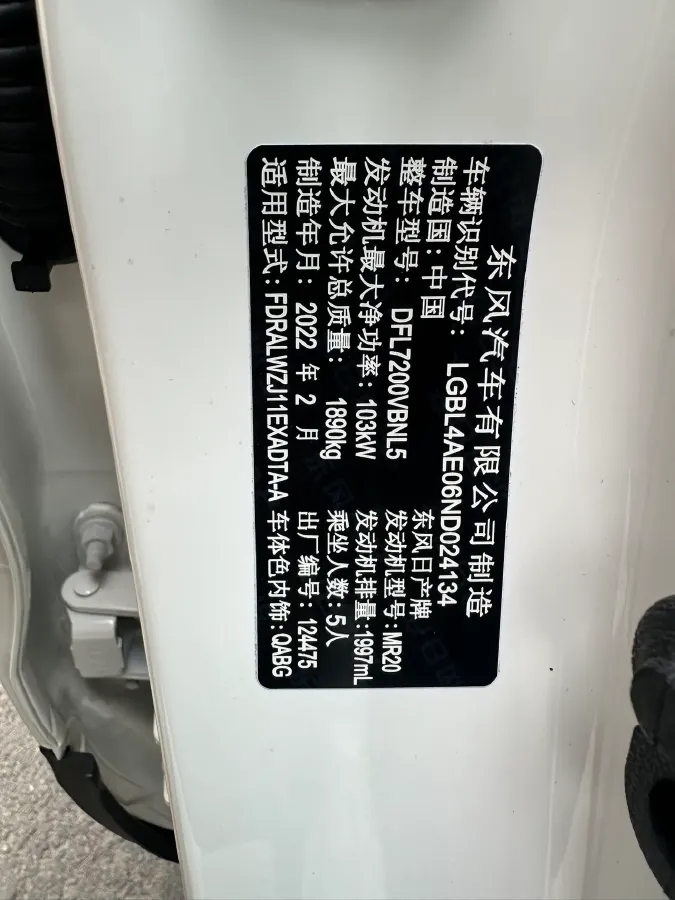 东风汽车有限公司制造
车辆识别代号: LGBL4AE06ND024134
制造国: 中国 东风日产牌
整车型号: DFL7200VBNL5 发动机型号: MR20
发动机最大净功率: 103kW 发动机排量: 1997mL
最大允许总质量: 1890kg 乘坐人数: 5人
制造年月: 2022 年 2 月 出厂编号: 124475
适用型式: FDRALWZJ11EXADTA-A 车体色内饰: QABG